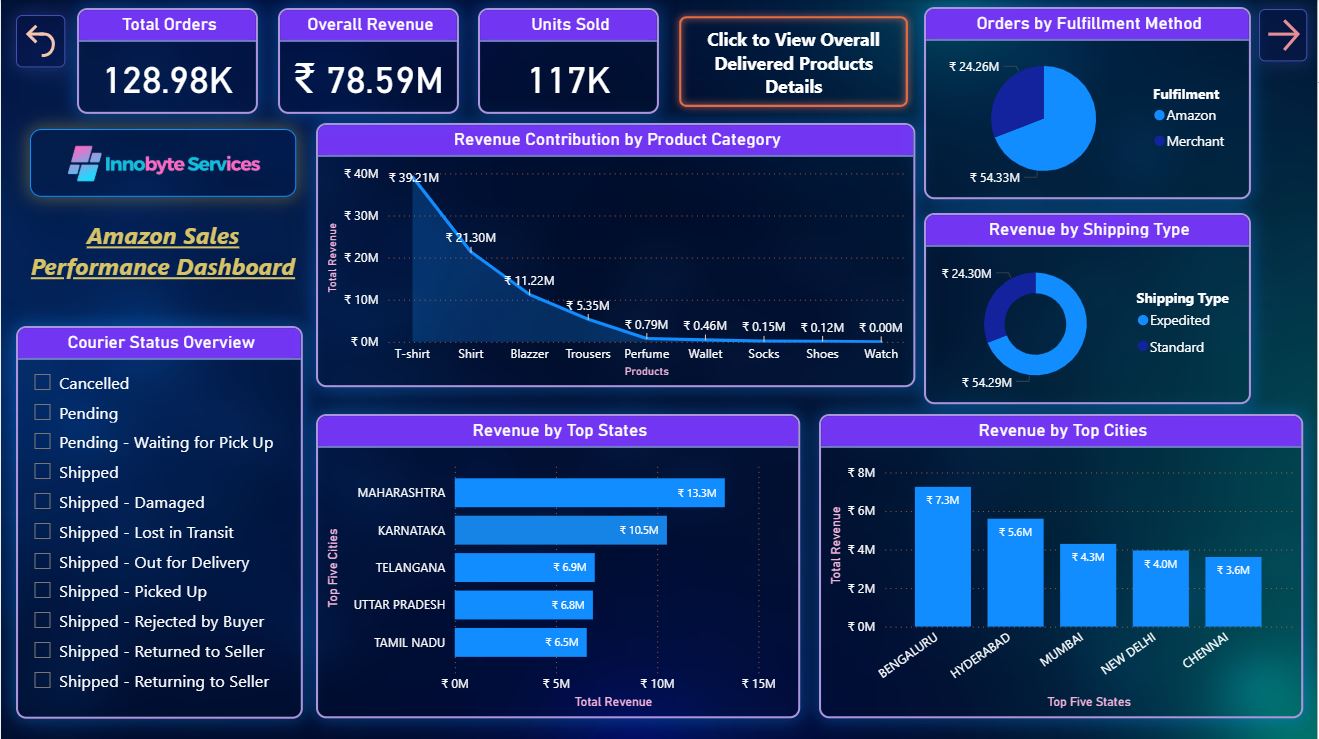 Total Orders
128.98K
Overall Revenue
₹ 78.59M
Units Sold
117K
Click to View Overall
Delivered Products
Details
Orders by Fulfillment Method
₹ 24.26M
₹ 54.33M
Fulfilment
Amazon
Merchant
Innobyte Services
Amazon Sales
Performance Dashboard
Revenue Contribution by Product Category
Total Revenue
₹ 40M
₹ 30M
₹ 20M
₹ 10M
₹ 0M
₹ 39.21M
₹ 21.30M
₹ 11.22M
₹ 5.35M
₹ 0.79M
₹ 0.46M
₹ 0.15M
₹ 0.12M
₹ 0.00M
T-shirt
Shirt
Blazzer
Trousers
Perfume
Wallet
Socks
Shoes
Watch
Products
Revenue by Shipping Type
₹ 24.30M
₹ 54.29M
Shipping Type
Expedited
Standard
Courier Status Overview
Cancelled
Pending
Pending - Waiting for Pick Up
Shipped
Shipped - Damaged
Shipped - Lost in Transit
Shipped - Out for Delivery
Shipped - Picked Up
Shipped - Rejected by Buyer
Shipped - Returned to Seller
Shipped - Returning to Seller
Revenue by Top States
Top Five Cities
MAHARASHTRA
₹ 13.3M
KARNATAKA
₹ 10.5M
TELANGANA
₹ 6.9M
UTTAR PRADESH
₹ 6.8M
TAMIL NADU
₹ 6.5M
₹ 0M
₹ 5M
₹ 10M
₹ 15M
Total Revenue
Revenue by Top Cities
Total Revenue
₹ 8M
₹ 6M
₹ 4M
₹ 2M
₹ 0M
₹ 7.3M
₹ 5.6M
₹ 4.3M
₹ 4.0M
₹ 3.6M
BENGALURU
HYDERABAD
MUMBAI
NEW DELHI
CHENNAI
Top Five States